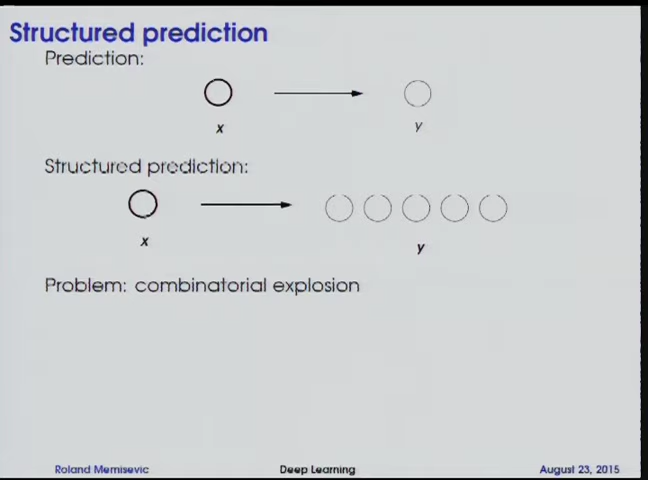 Structured prediction
Prediction:
x y
Structured prediction:
x y
Problem: combinatorial explosion
Roland Memisevic Deep Learning August 23, 2015